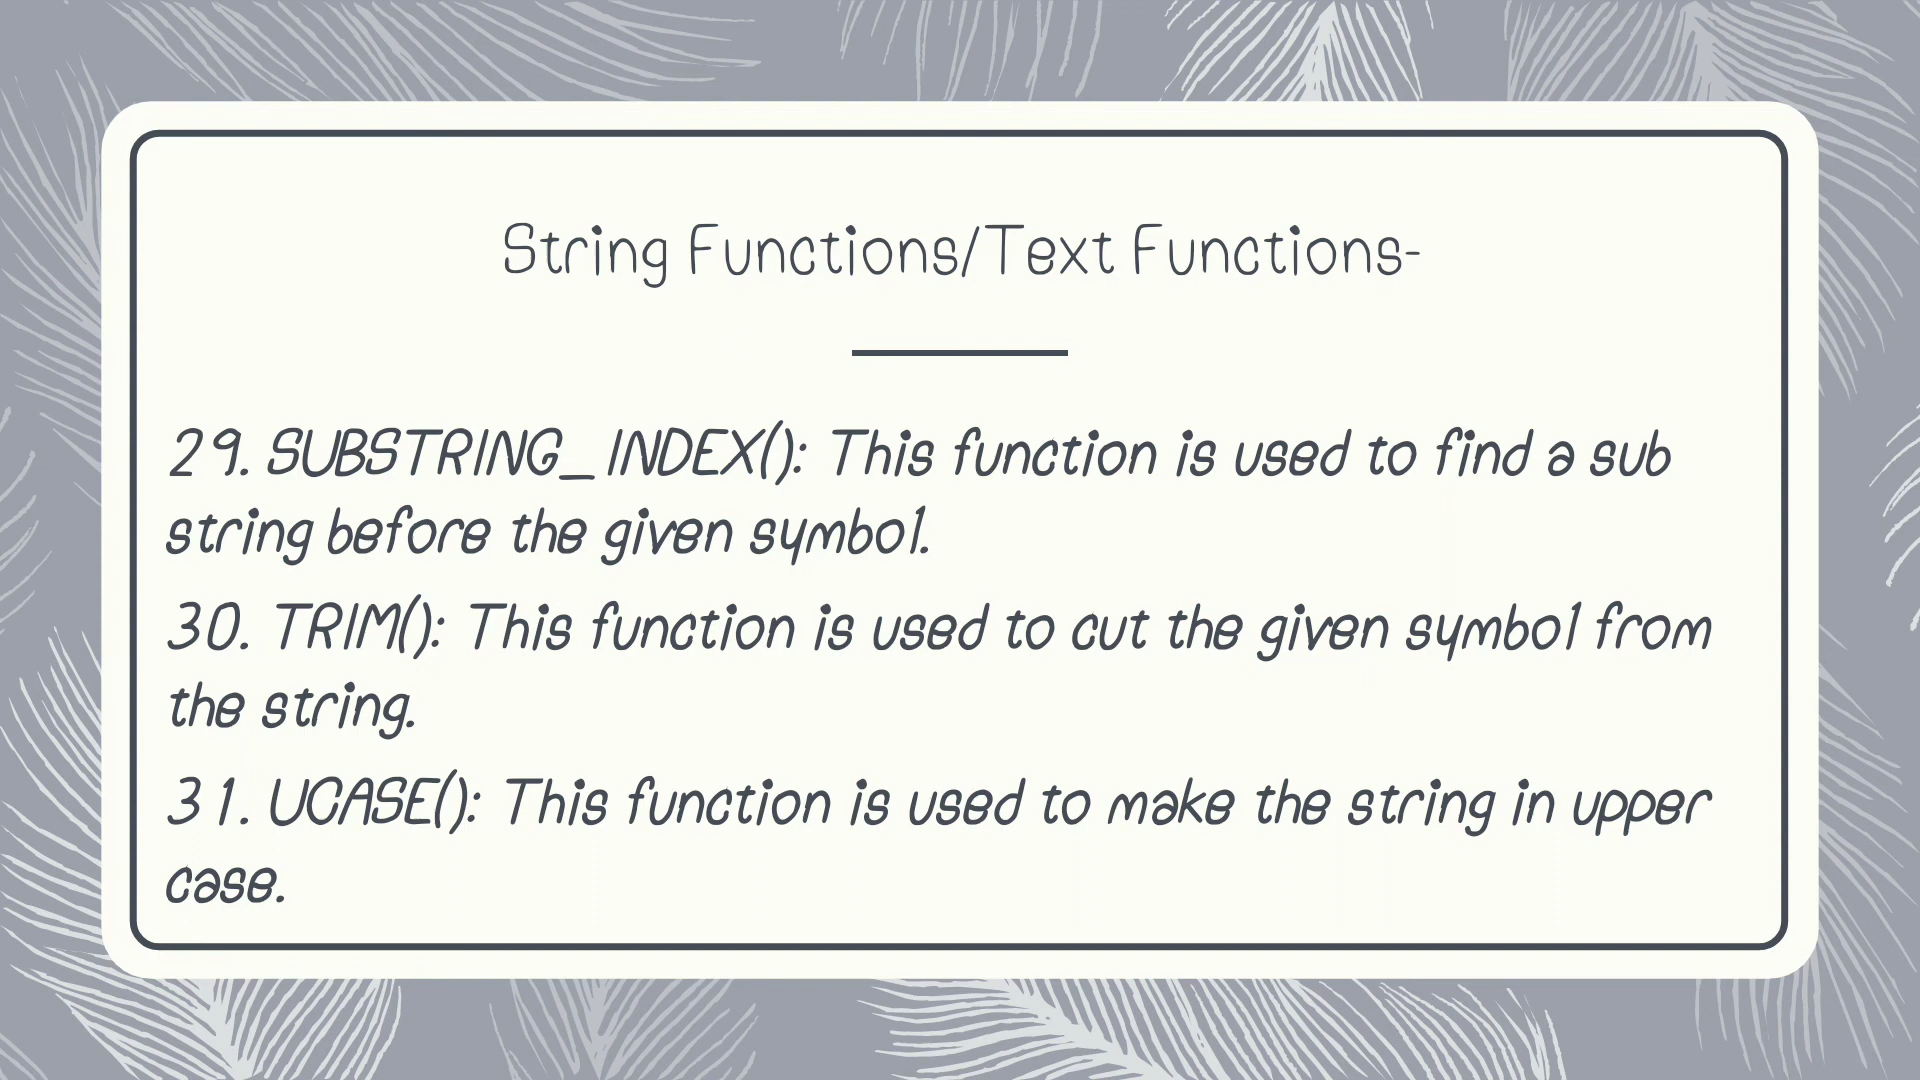 String Functions/Text Functions-
29. SUBSTRING_INDEX(): This function is used to find a sub
string before the given symbol.
30. TRIM(): This function is used to cut the given symbol from
the string.
31. UCASE(): This function is used to make the string in upper
case.